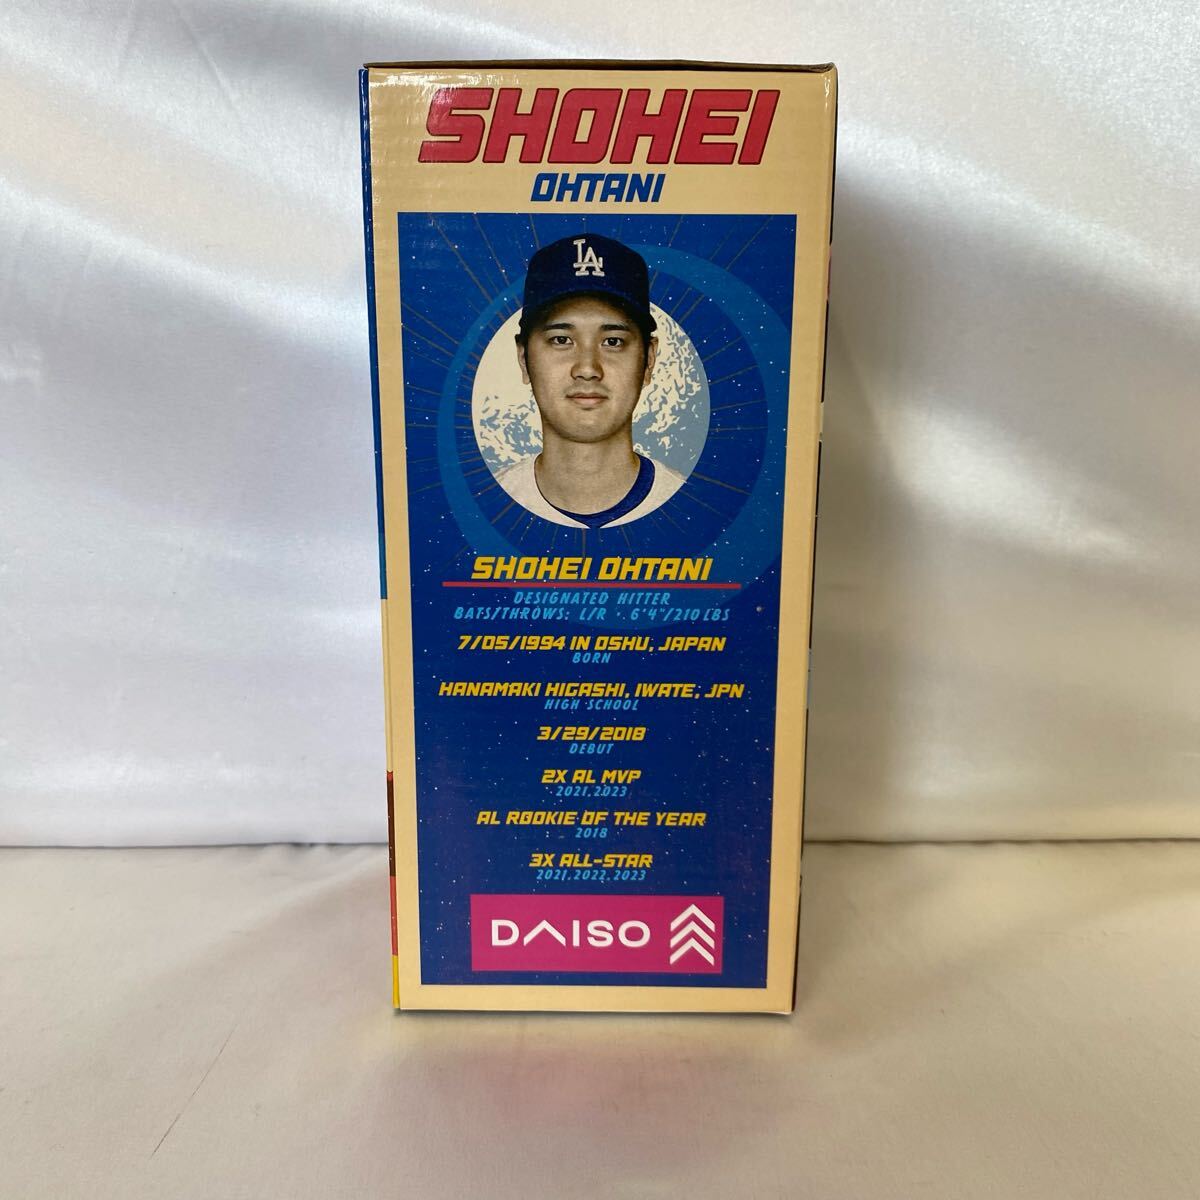 SHOHEI
OHTANI
LA
SHOHEI OHTANI
DESIGNATED HITTER
BATS/THROWS: L/R • 6'4"/210 LBS
7/05/1994 IN OSHU, JAPAN
BORN
HANAMAKI HIGASHI, IWATE, JPN
HIGH SCHOOL
3/29/2018
DEBUT
2X AL MVP
2021, 2023
AL ROOKIE OF THE YEAR
2018
3X ALL-STAR
2021, 2022, 2023
DAISO